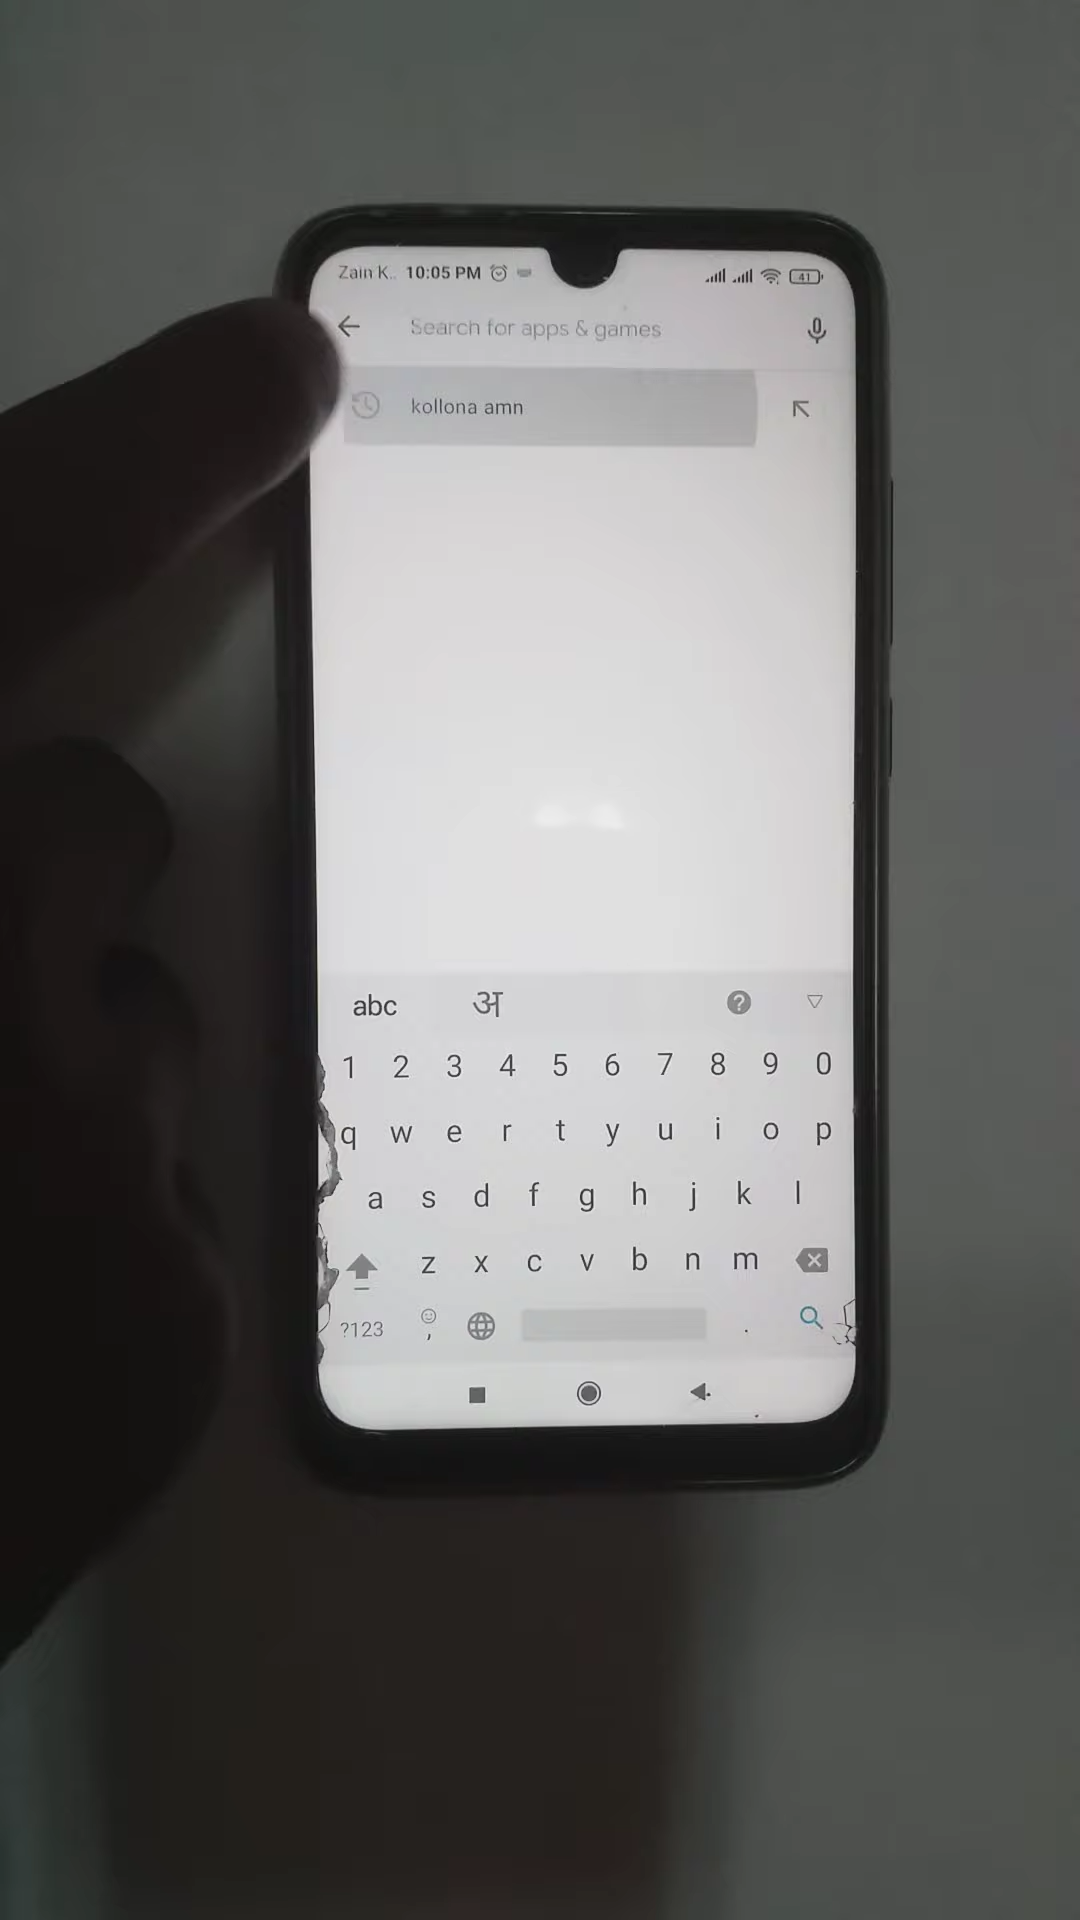 Zain K.. 10:05 PM 41
Search for apps & games
kollona amn
abc अ ?
1 2 3 4 5 6 7 8 9 0
q w e r t y u i o p
a s d f g h j k l
z x c v b n m
?123 , .